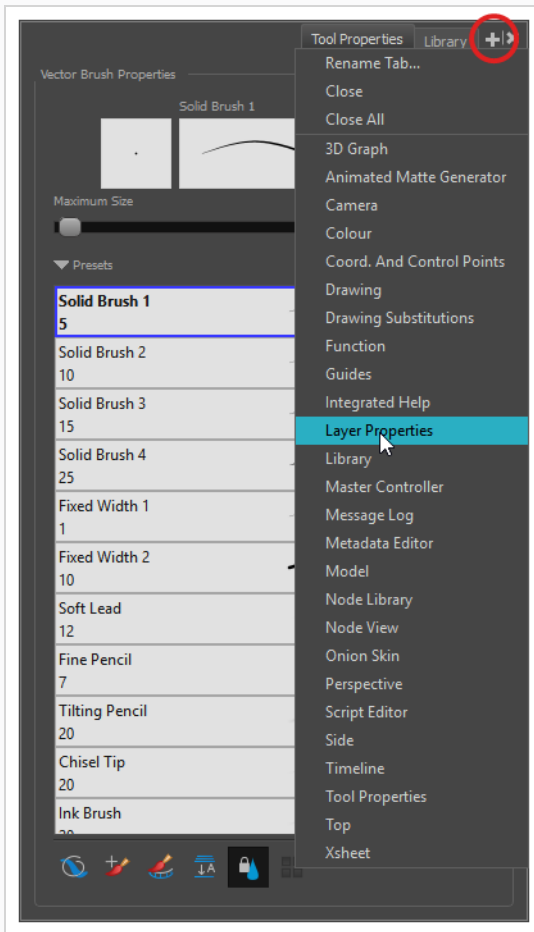 Tool Properties
Library
Vector Brush Properties
Solid Brush 1
Maximum Size
Presets
Solid Brush 1
5
Solid Brush 2
10
Solid Brush 3
15
Solid Brush 4
25
Fixed Width 1
1
Fixed Width 2
10
Soft Lead
12
Fine Pencil
7
Tilting Pencil
20
Chisel Tip
20
Ink Brush
Rename Tab...
Close
Close All
3D Graph
Animated Matte Generator
Camera
Colour
Coord. And Control Points
Drawing
Drawing Substitutions
Function
Guides
Integrated Help
Layer Properties
Library
Master Controller
Message Log
Metadata Editor
Model
Node Library
Node View
Onion Skin
Perspective
Script Editor
Side
Timeline
Tool Properties
Top
Xsheet